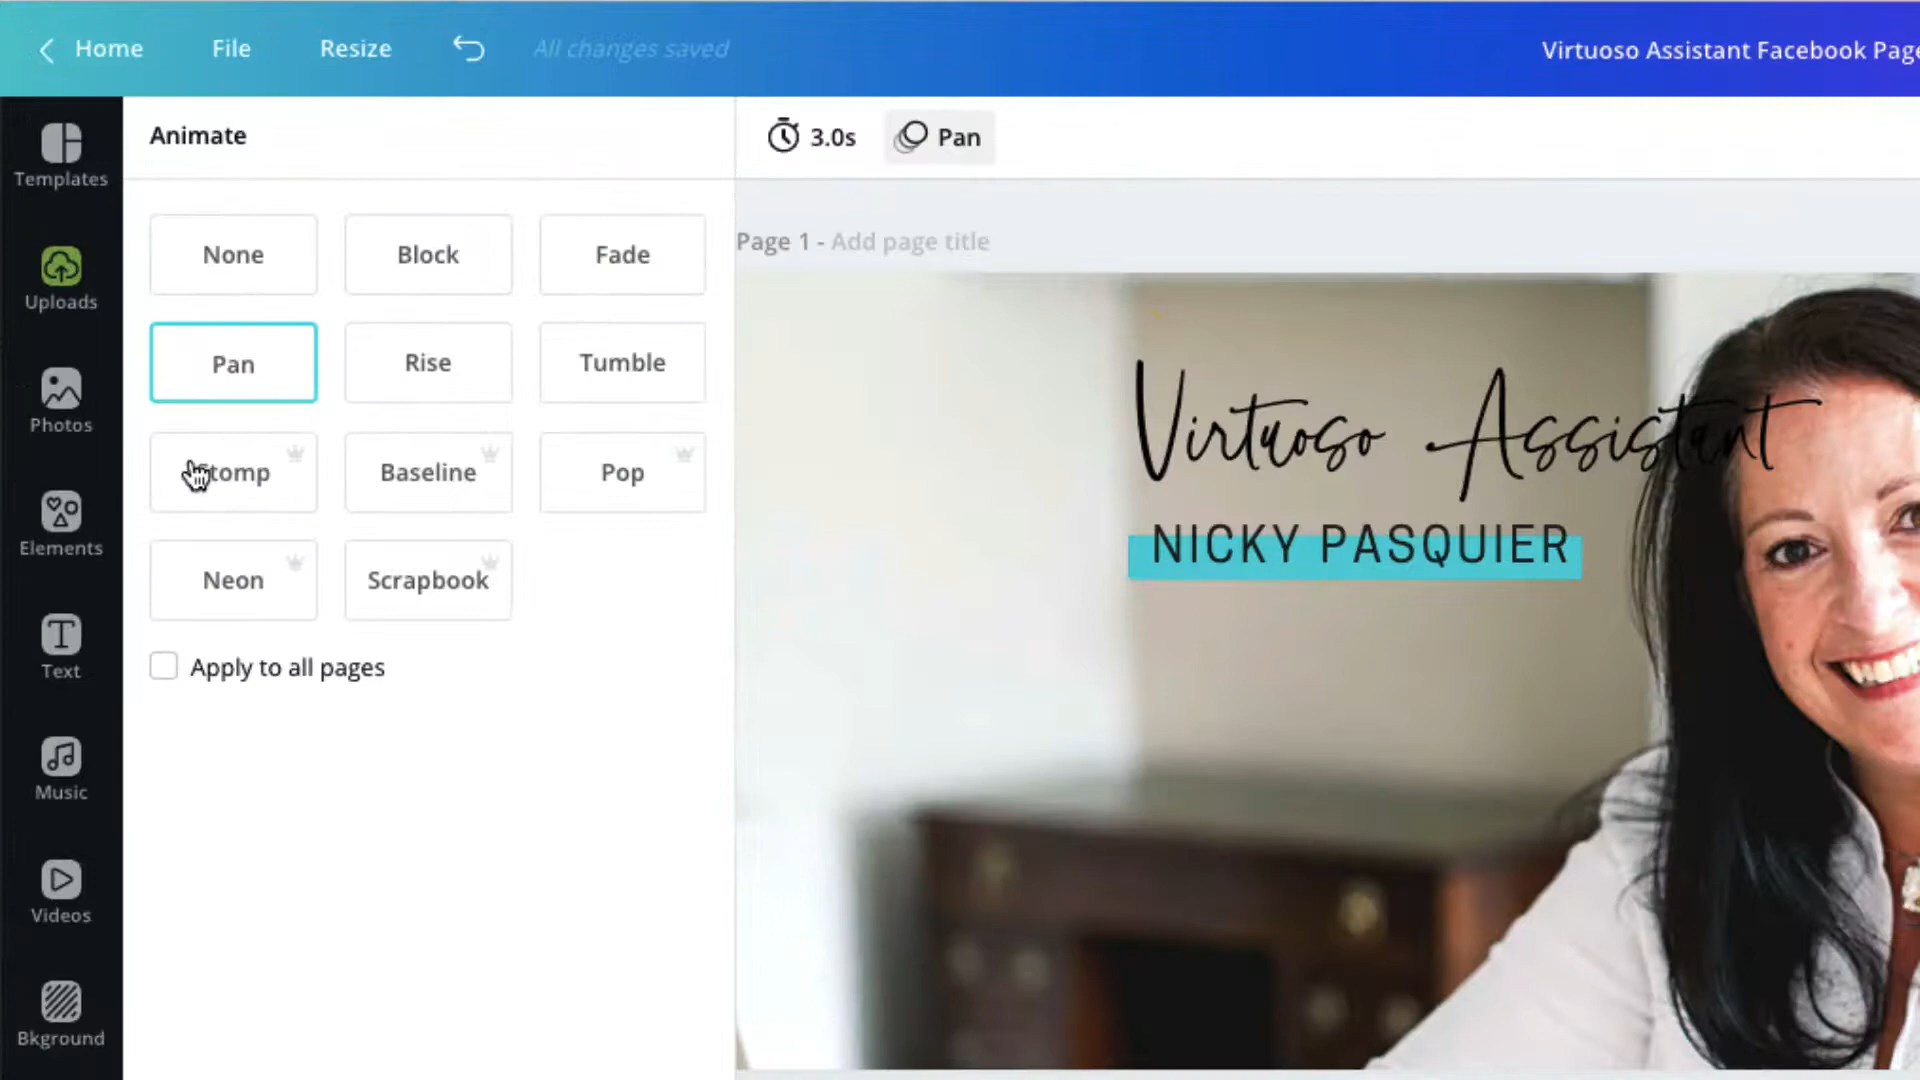 Home File Resize All changes saved Virtuoso Assistant Facebook Page
Templates
Uploads
Photos
Elements
Text
Music
Videos
Bkground
Animate
None Block Fade
Pan Rise Tumble
Stomp Baseline Pop
Neon Scrapbook
Apply to all pages
3.0s Pan
Page 1 - Add page title
Virtuoso Assistant
NICKY PASQUIER